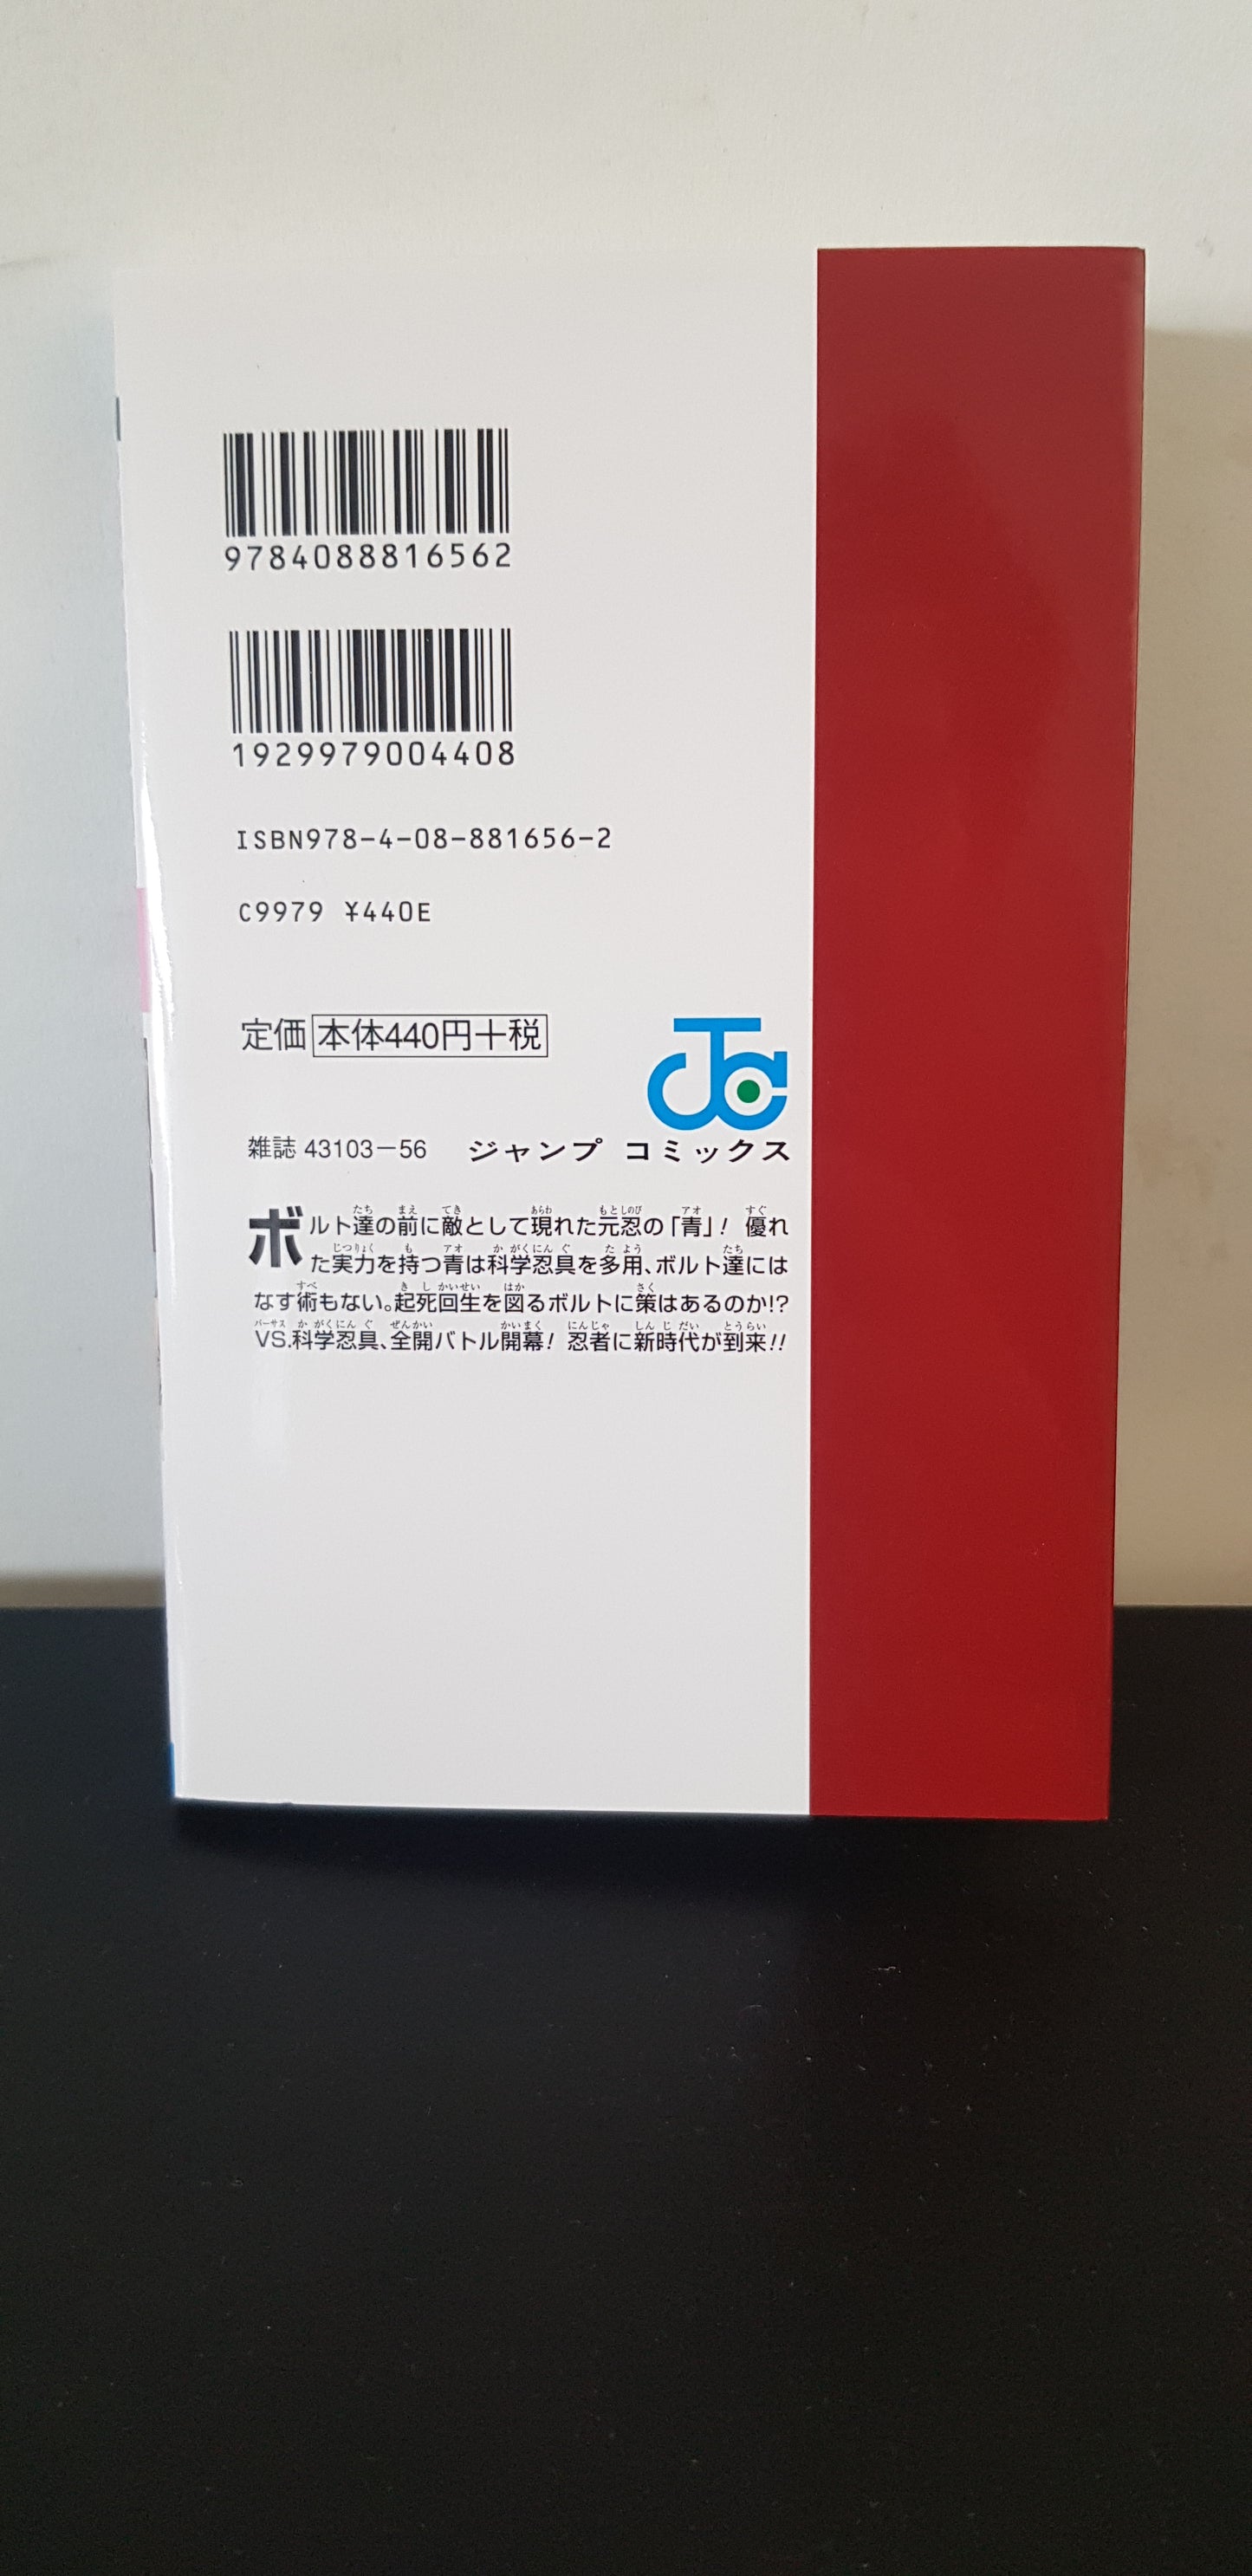 9784088816562
1929979004408
ISBN978-4-08-881656-2
C9979 ¥440E
定価 本体440円+税
JC
雑誌 43103-56 ジャンプ コミックス
ボルト達の前に敵として現れた元忍の「青」! 優れ
た実力を持つ青は科学忍具を多用、ボルト達には
なす術もない。起死回生を図るボルトに策はあるのか!?
VS.科学忍具、全開バトル開幕! 忍者に新時代が到来!!